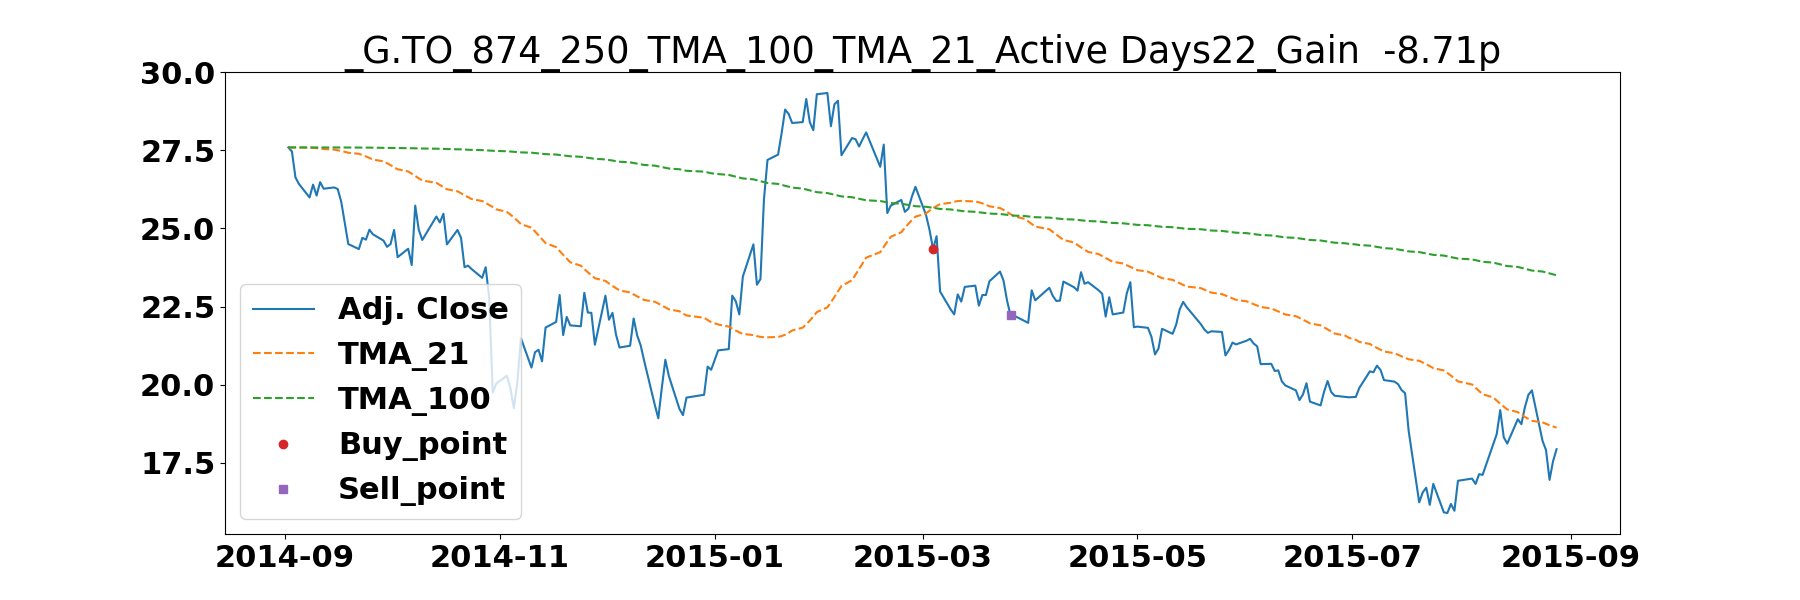 _G.TO_874_250_TMA_100_TMA_21_Active Days22_Gain  -8.71p
30.0
27.5
25.0
22.5
20.0
17.5
Adj. Close
TMA_21
TMA_100
Buy_point
Sell_point
2014-09 2014-11 2015-01 2015-03 2015-05 2015-07 2015-09